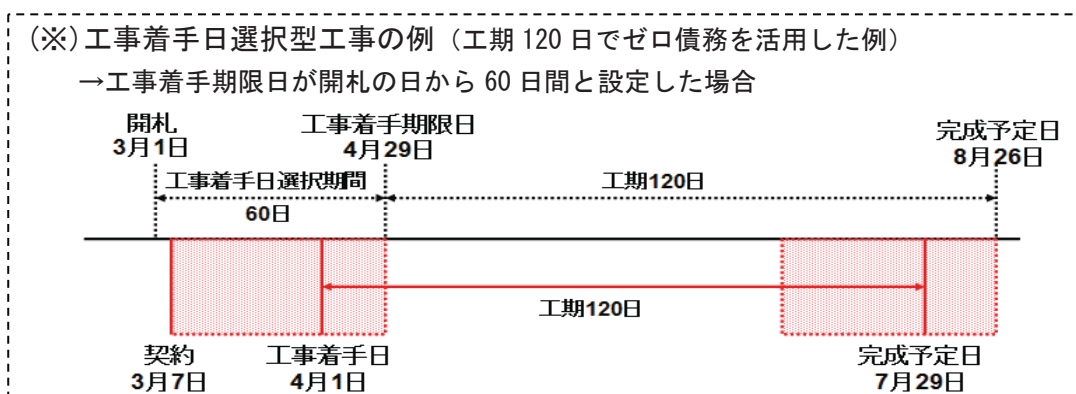 (※)工事着手日選択型工事の例（工期120日でゼロ債務を活用した例）
→工事着手期限日が開札の日から60日間と設定した場合
開札
3月1日
工事着手期限日
4月29日
完成予定日
8月26日
工事着手日選択期間
60日
工期120日
工期120日
契約
3月7日
工事着手日
4月1日
完成予定日
7月29日